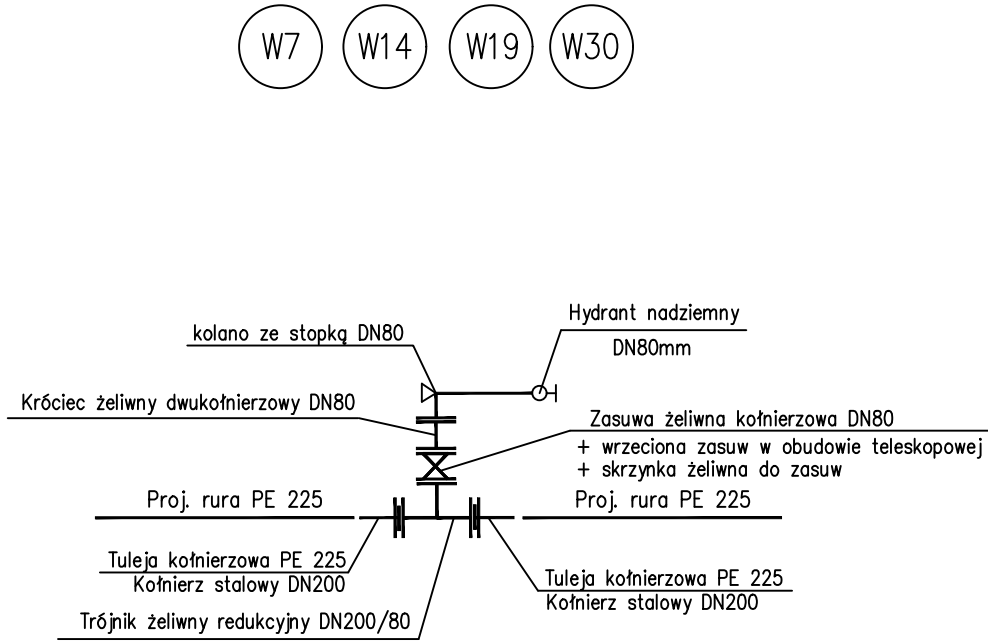 W7 W14 W19 W30
Hydrant nadziemny
DN80mm
kolano ze stopką DN80
Króciec żeliwny dwukołnierzowy DN80
Zasuwa żeliwna kołnierzowa DN80
+ wrzeciona zasuw w obudowie teleskopowej
+ skrzynka żeliwna do zasuw
Proj. rura PE 225
Proj. rura PE 225
Tuleja kołnierzowa PE 225
Kołnierz stalowy DN200
Tuleja kołnierzowa PE 225
Kołnierz stalowy DN200
Trójnik żeliwny redukcyjny DN200/80